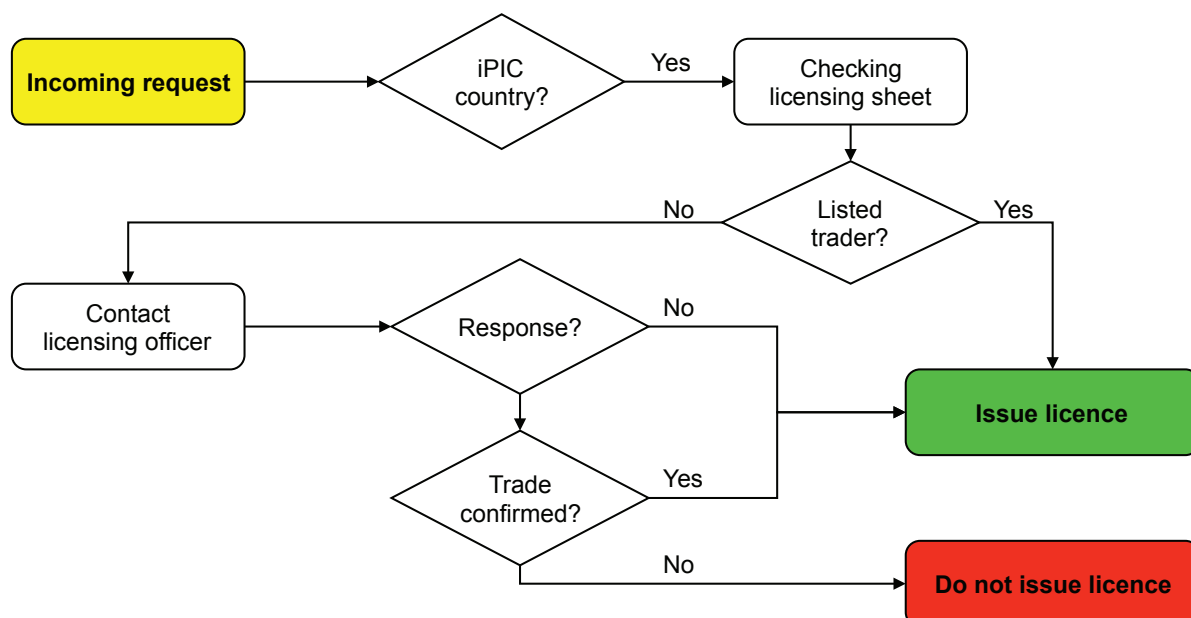 Incoming request
iPIC
country?
Yes
Checking
licensing sheet
No
Listed
trader?
Yes
Contact
licensing officer
Response?
No
Issue licence
Trade
confirmed?
Yes
No
Do not issue licence